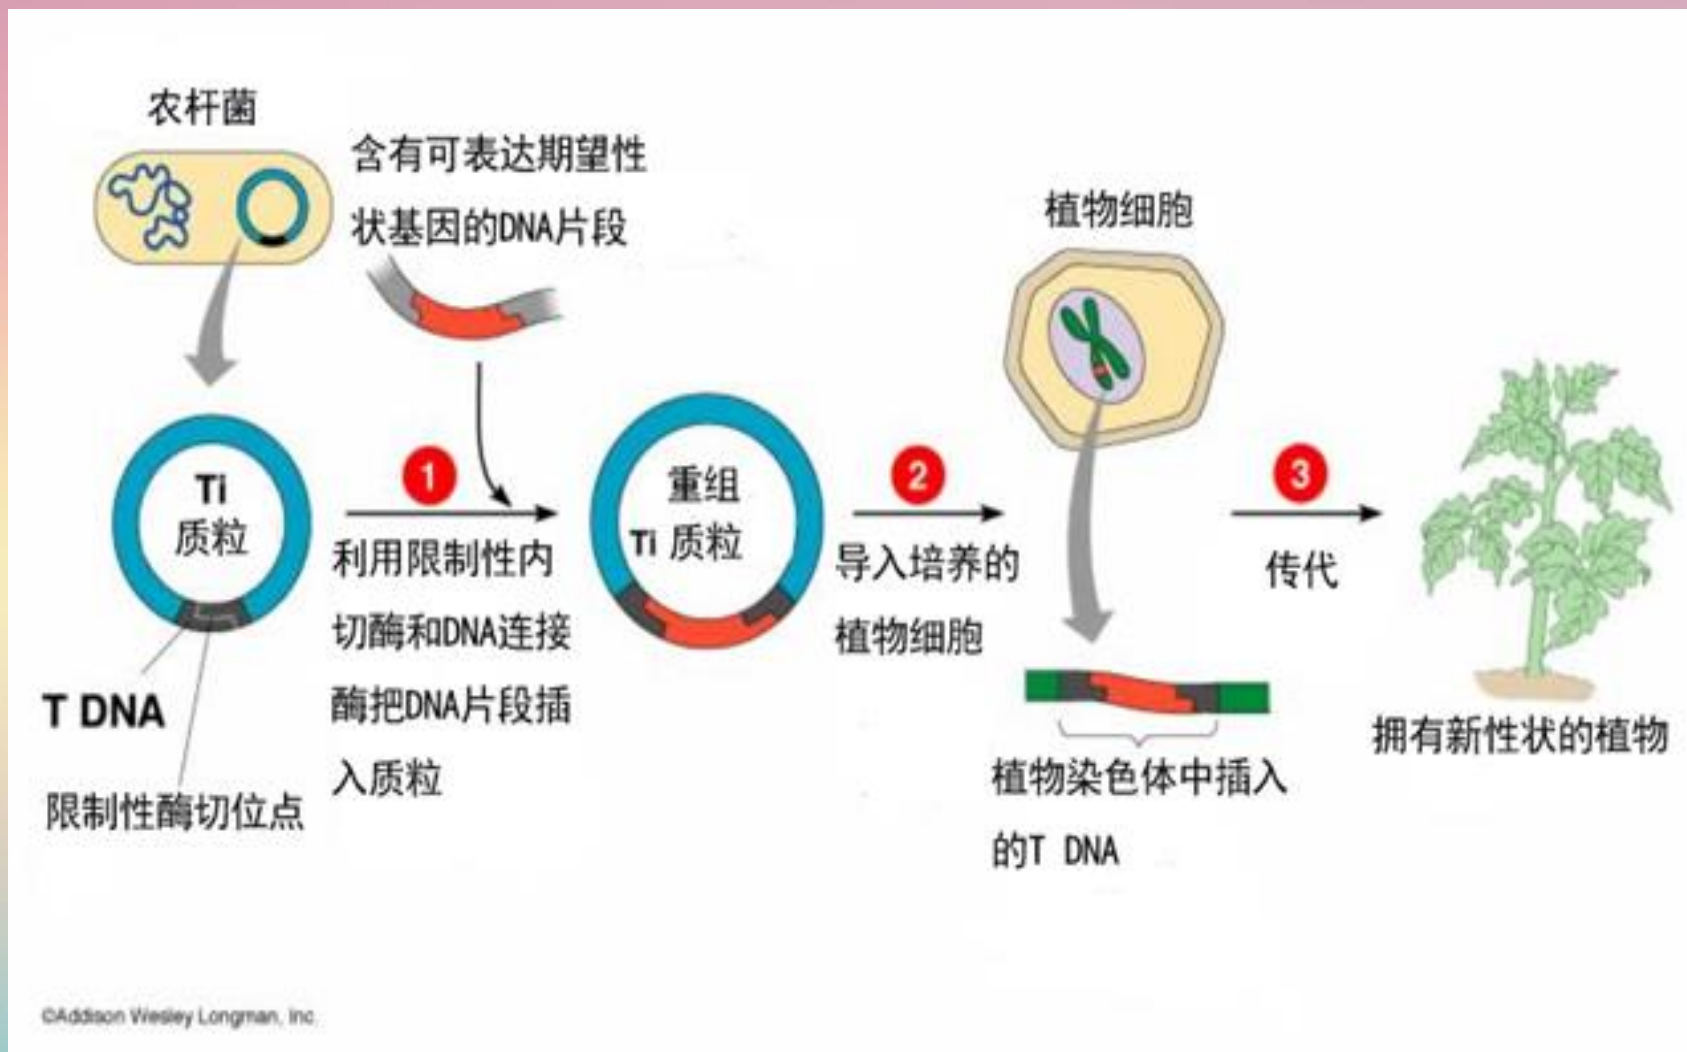 农杆菌
含有可表达期望性
状基因的DNA片段
植物细胞
Ti
质粒
1
利用限制性内
切酶和DNA连接
酶把DNA片段插
入质粒
T DNA
限制性酶切位点
重组
Ti 质粒
2
导入培养的
植物细胞
植物染色体中插入
的T DNA
3
传代
拥有新性状的植物
©Addison Wesley Longman, Inc.